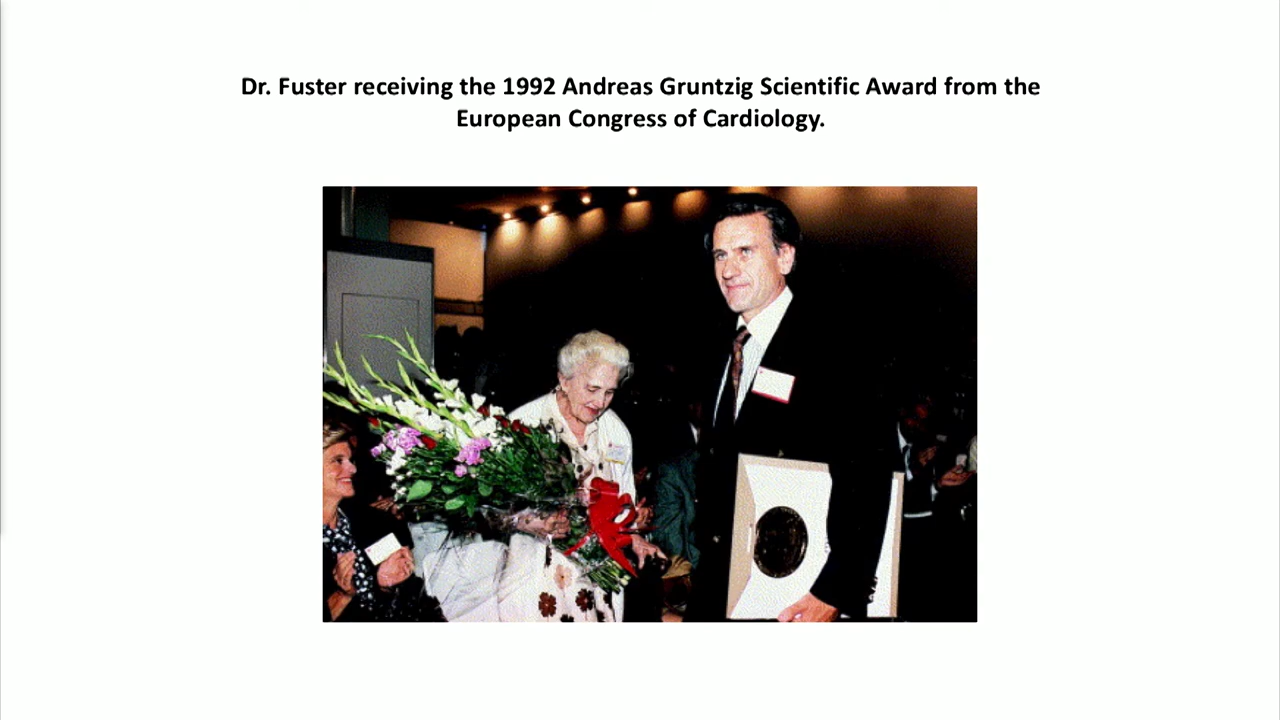 Dr. Fuster receiving the 1992 Andreas Gruntzig Scientific Award from the
European Congress of Cardiology.